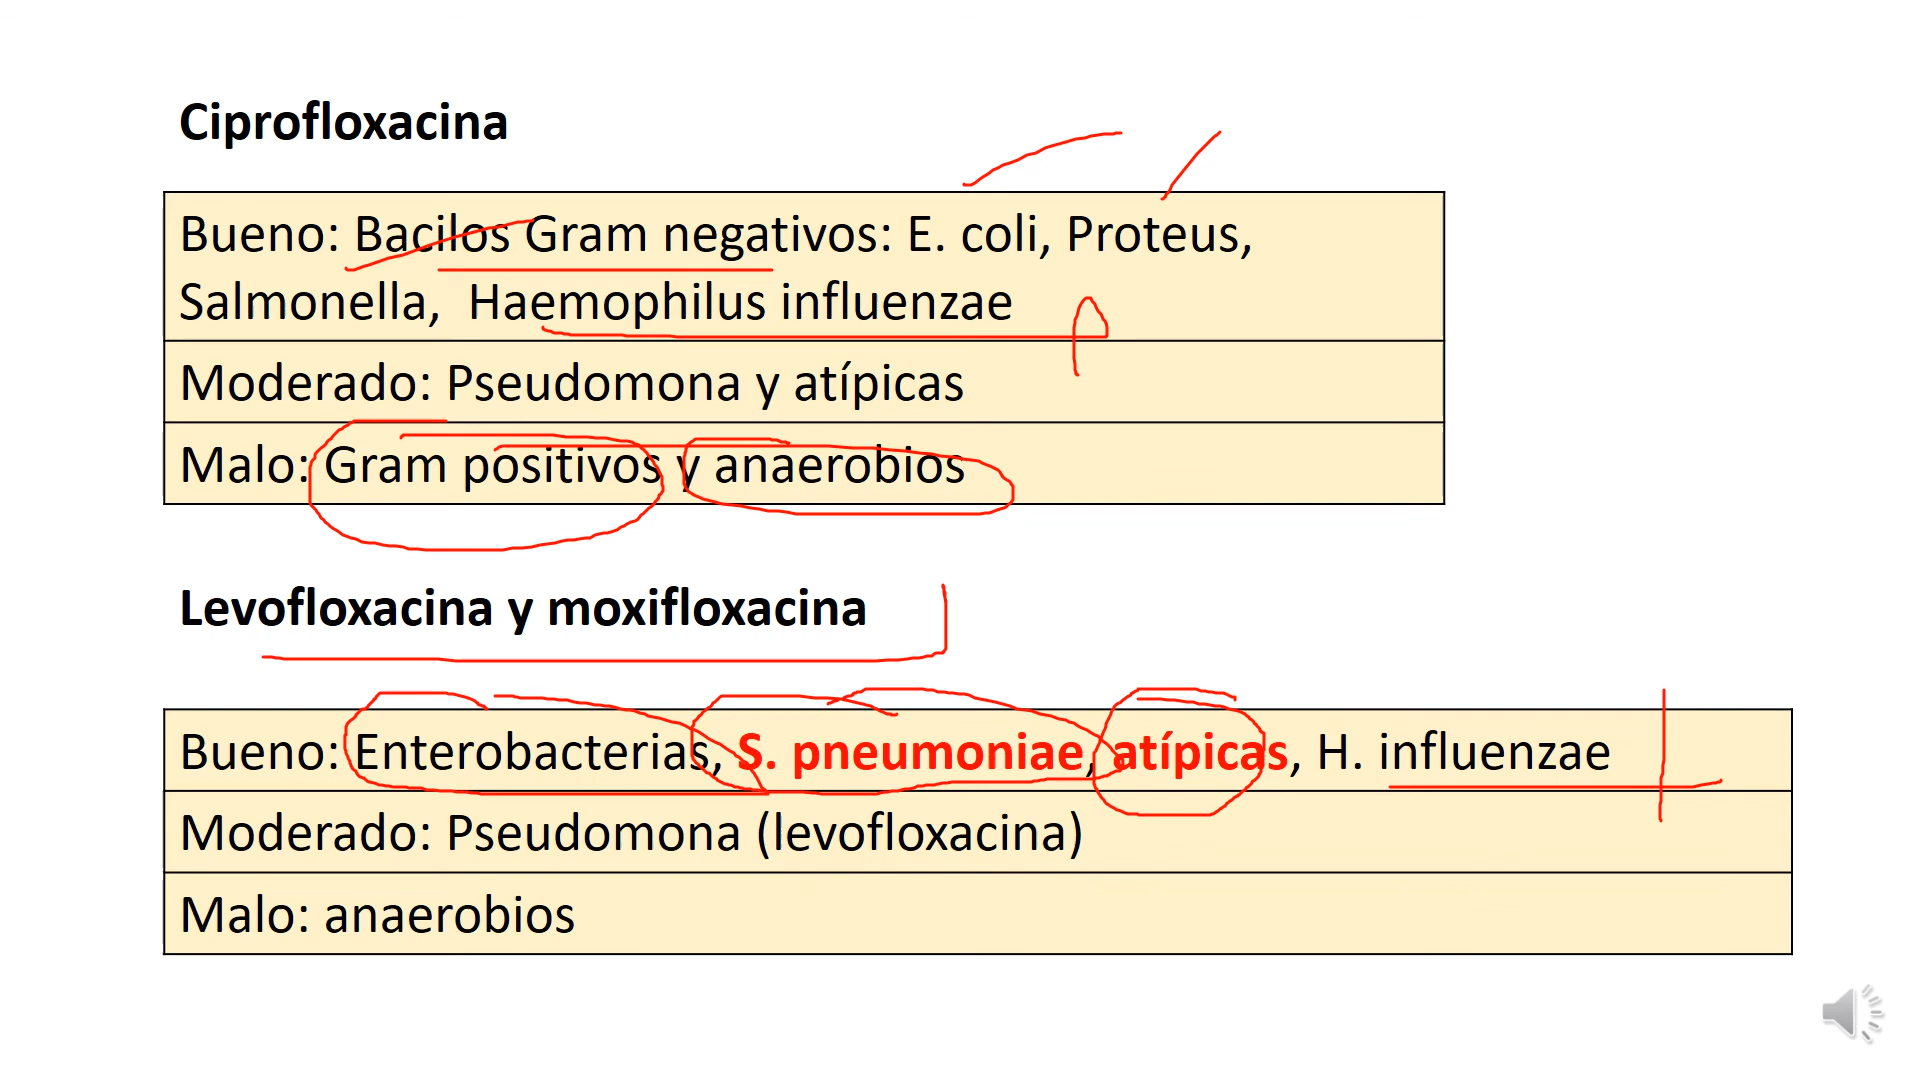 Ciprofloxacina
Bueno: Bacilos Gram negativos: E. coli, Proteus,
Salmonella, Haemophilus influenzae
Moderado: Pseudomona y atípicas
Malo: Gram positivos y anaerobios
Levofloxacina y moxifloxacina
Bueno: Enterobacterias, S. pneumoniae, atípicas, H. influenzae
Moderado: Pseudomona (levofloxacina)
Malo: anaerobios